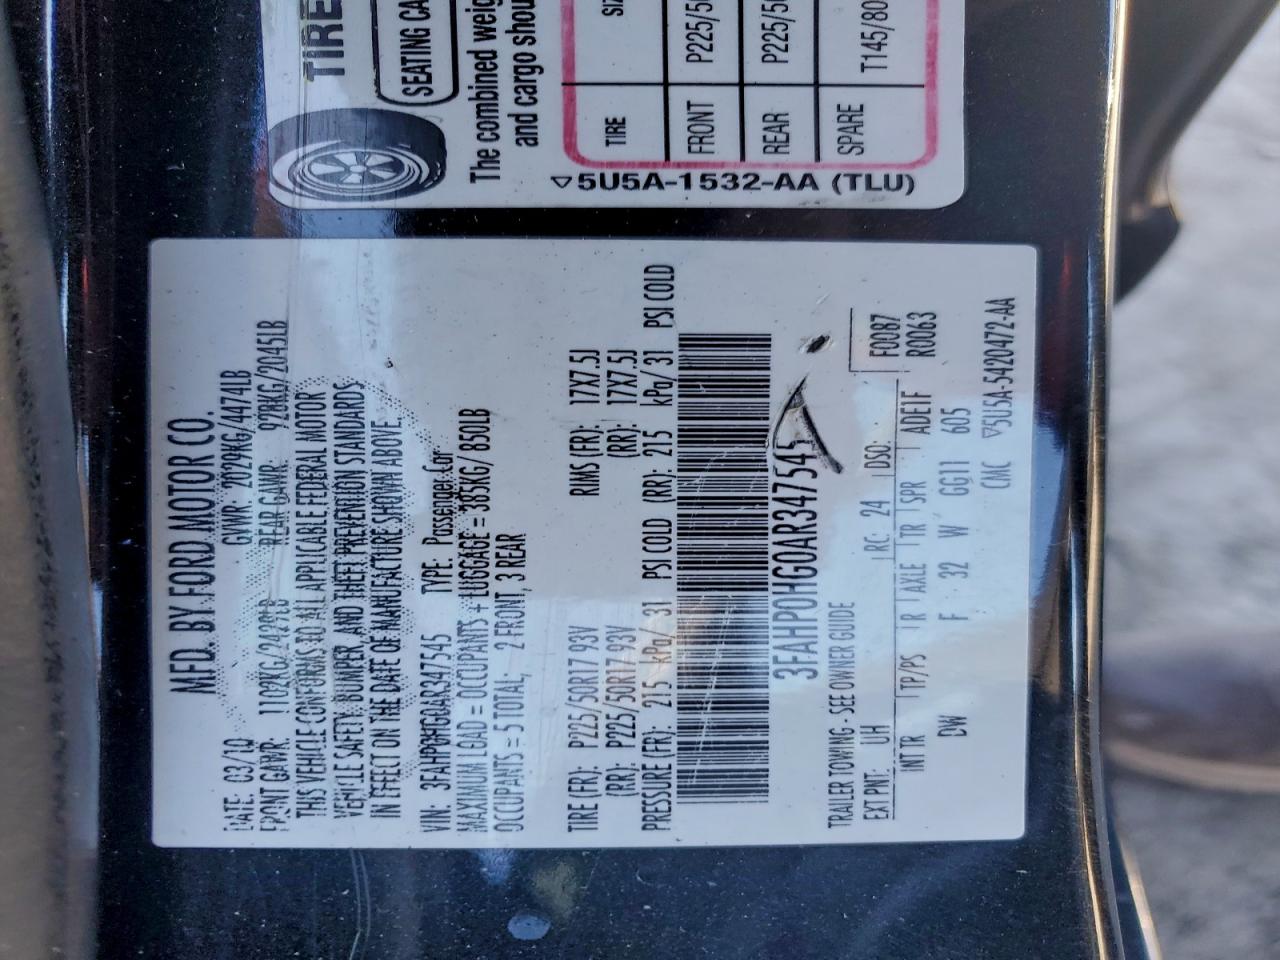 TIRE
SEATING CA
The combined weig
and cargo shou
TIRE SIZ
FRONT P225/50
REAR P225/50
SPARE T145/80
5U5A-1532-AA (TLU)
MFD. BY FORD MOTOR CO.
DATE: 03/10 GVWR: 2029KG/4474LB
FRONT GAWR: 1102KG/2429LB REAR GAWR: 928KG/2045LB
THIS VEHICLE CONFORMS TO ALL APPLICABLE FEDERAL MOTOR
VEHICLE SAFETY, BUMPER, AND THEFT PREVENTION STANDARDS
IN EFFECT ON THE DATE OF MANUFACTURE SHOWN ABOVE.
VIN: 3FAHP0HG0AR347545 TYPE: Passenger Car
MAXIMUM LOAD = OCCUPANTS + LUGGAGE = 385KG/ 850LB
OCCUPANTS = 5 TOTAL, 2 FRONT, 3 REAR
TIRE (FR): P225/50R17 93V RIMS (FR): 17X7.5J
(RR): P225/50R17 93V (RR): 17X7.5J
PRESSURE (FR): 215 kPa/ 31 PSI COLD (RR): 215 kPa/ 31 PSI COLD
3FAHP0HG0AR347545
TRAILER TOWING - SEE OWNER GUIDE
F0087
EXT PNT: UH RC: 24 DSO: R0063
INT TR TP/PS R AXLE TR SPR ADE1F
DW F 32 W GG11 605
CMC ▽5U5A-5420472-AA